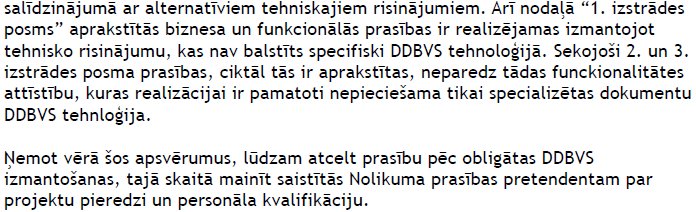 salīdzinājumā ar alternatīviem tehniskajiem risinājumiem. Arī nodaļā “1. izstrādes
posms” aprakstītās biznesa un funkcionālās prasības ir realizējamas izmantojot
tehnisko risinājumu, kas nav balstīts specifiski DDBVS tehnoloģijā. Sekojoši 2. un 3.
izstrādes posma prasības, ciktāl tās ir aprakstītas, neparedz tādas funckionalitātes
attīstību, kuras realizācijai ir pamatoti nepieciešama tikai specializētas dokumentu
DDBVS tehnloģija.
Ņemot vērā šos apsvērumus, lūdzam atcelt prasību pēc obligātas DDBVS
izmantošanas, tajā skaitā mainīt saistītās Nolikuma prasības pretendentam par
projektu pieredzi un personāla kvalifikāciju.